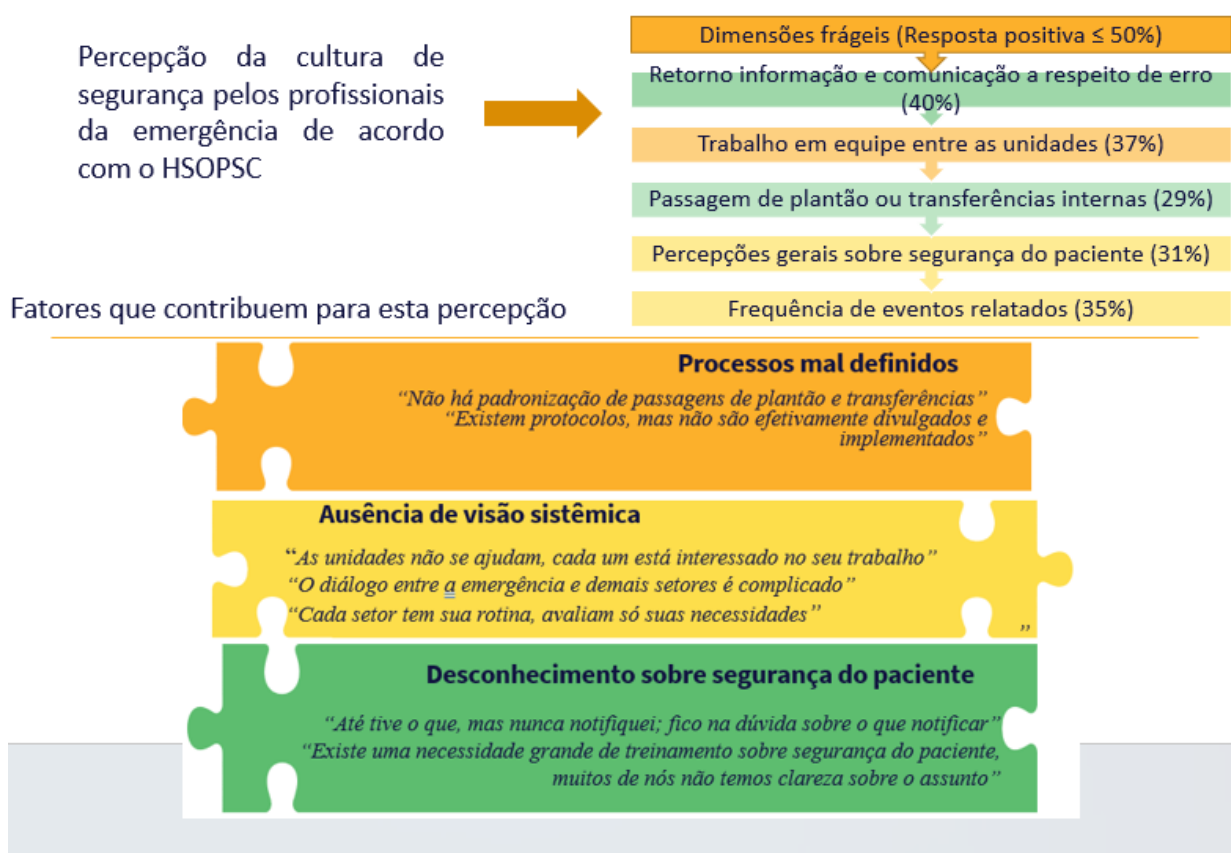 Percepção da cultura de
segurança pelos profissionais
da emergência de acordo
com o HSOPSC
Dimensões frágeis (Resposta positiva ≤ 50%)
Retorno informação e comunicação a respeito de erro
(40%)
Trabalho em equipe entre as unidades (37%)
Passagem de plantão ou transferências internas (29%)
Percepções gerais sobre segurança do paciente (31%)
Frequência de eventos relatados (35%)
Fatores que contribuem para esta percepção
Processos mal definidos
“Não há padronização de passagens de plantão e transferências”
“Existem protocolos, mas não são efetivamente divulgados e
implementados”
Ausência de visão sistêmica
“As unidades não se ajudam, cada um está interessado no seu trabalho”
“O diálogo entre a emergência e demais setores é complicado”
“Cada setor tem sua rotina, avaliam só suas necessidades”
”
Desconhecimento sobre segurança do paciente
“Até tive o que, mas nunca notifiquei; fico na dúvida sobre o que notificar”
“Existe uma necessidade grande de treinamento sobre segurança do paciente,
muitos de nós não temos clareza sobre o assunto”